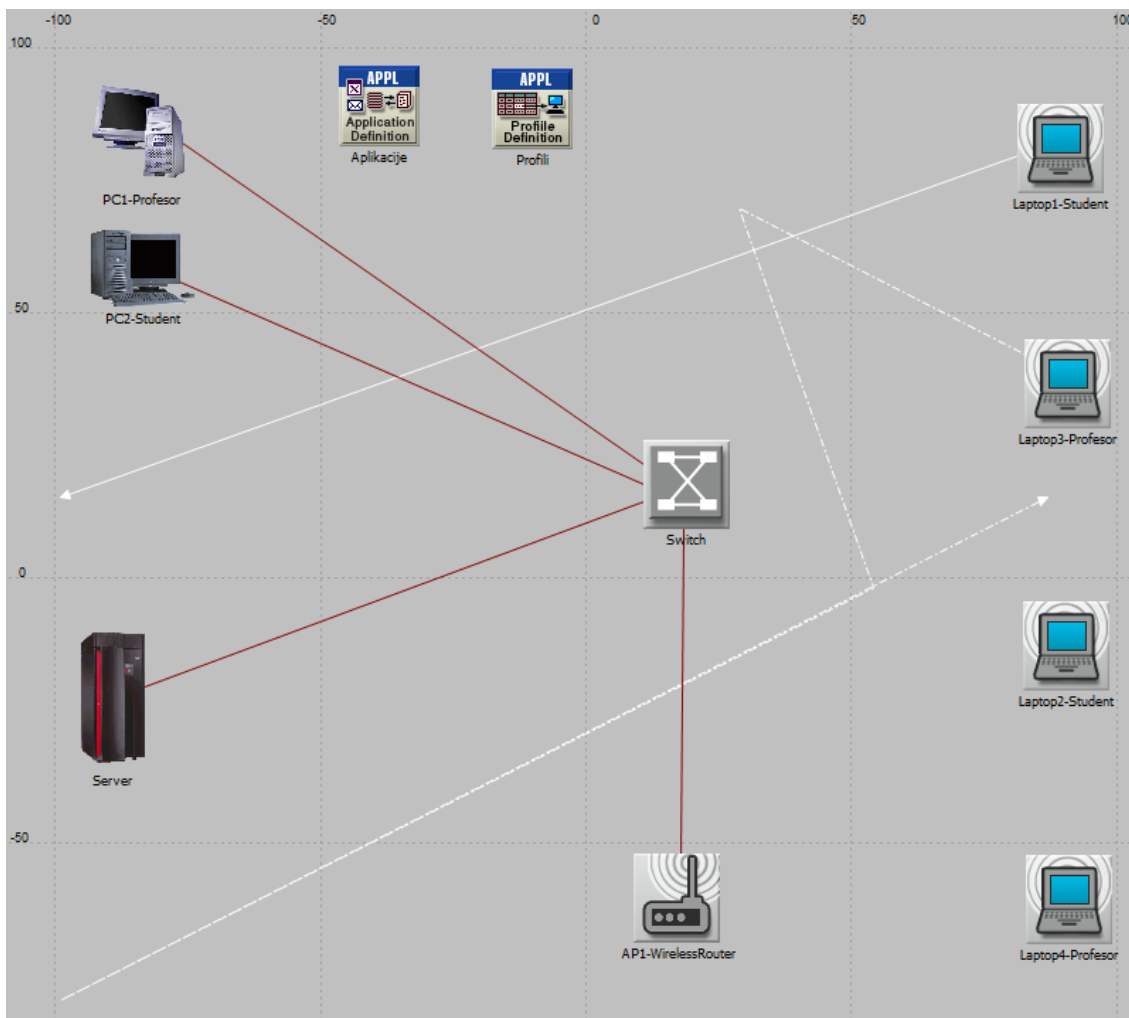 -100 -50 0 50 100
100
APPL
Application
Definition
Aplikacije
APPL
Profile
Definition
Profili
PC1-Profesor
Laptop1-Student
50
PC2-Student
Laptop3-Profesor
Switch
0
Laptop2-Student
Server
-50
AP1-WirelessRouter
Laptop4-Profesor